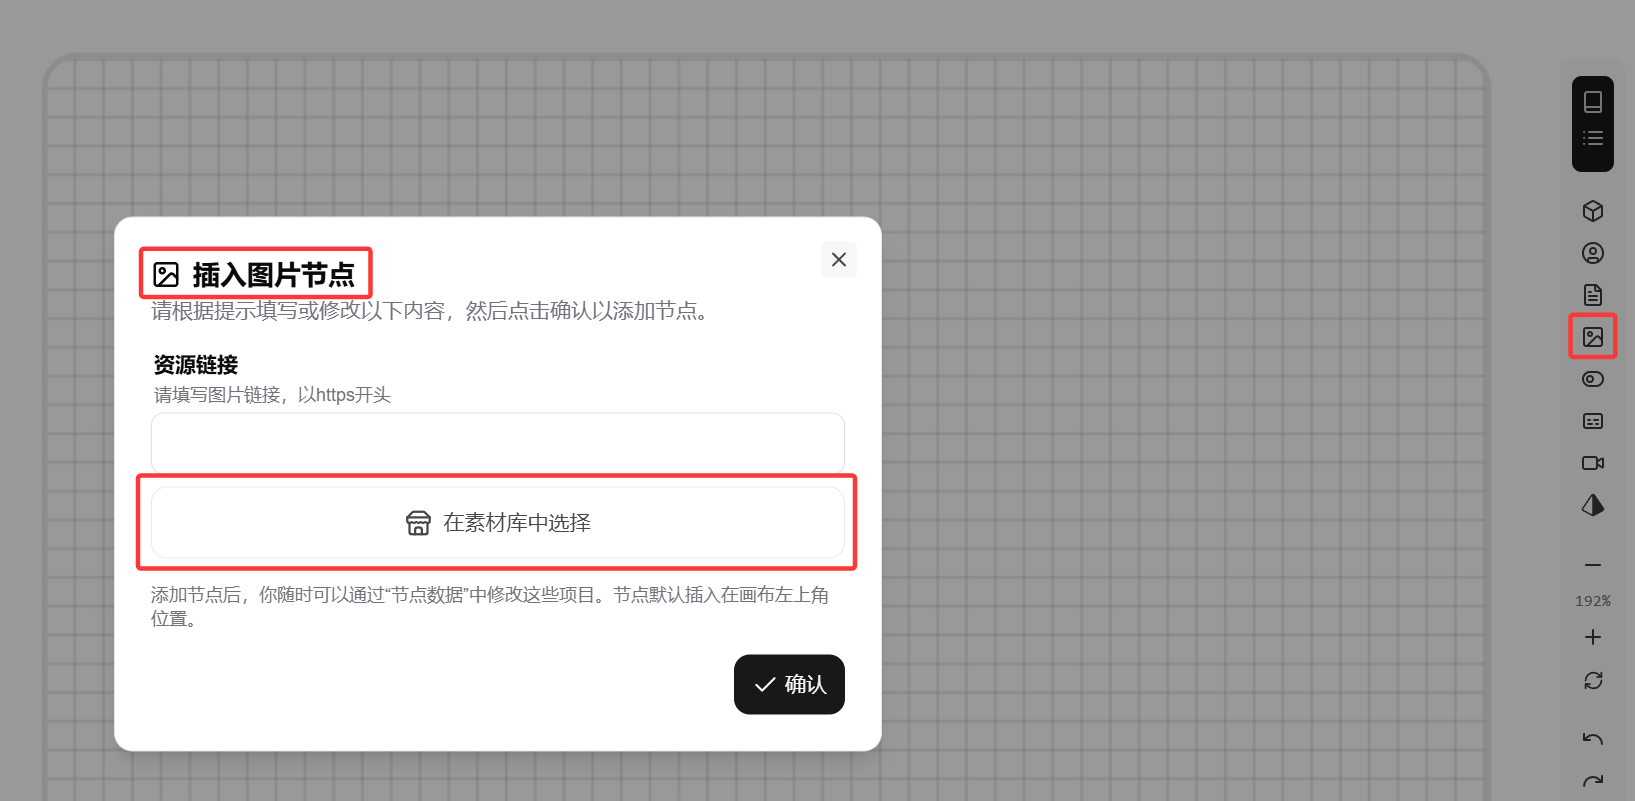 插入图片节点
请根据提示填写或修改以下内容，然后点击确认以添加节点。
资源链接
请填写图片链接，以https开头
在素材库中选择
添加节点后，你随时可以通过“节点数据”中修改这些项目。节点默认插入在画布左上角
位置。
确认
192%